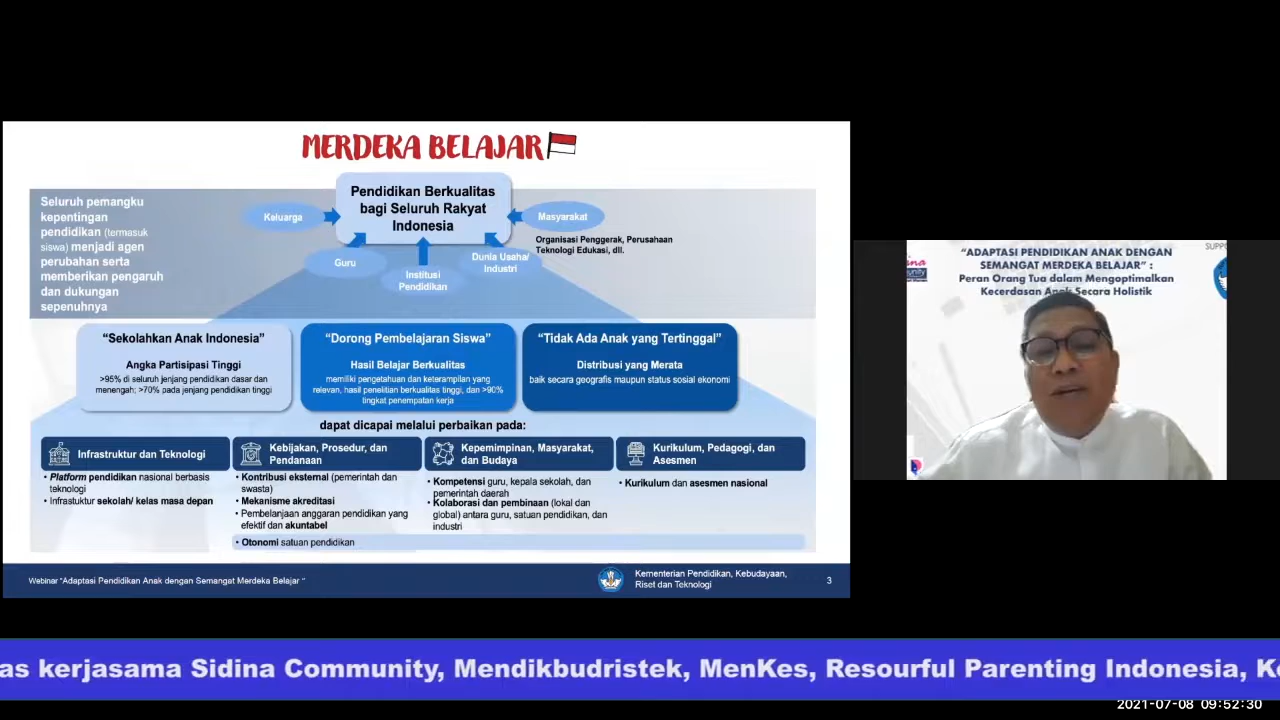 MERDEKA BELAJAR
Seluruh pemangku
kepentingan
pendidikan (termasuk
siswa) menjadi agen
perubahan serta
memberikan pengaruh
dan dukungan
sepenuhnya
Pendidikan Berkualitas
bagi Seluruh Rakyat
Indonesia
Keluarga
Guru
Institusi
Pendidikan
Dunia Usaha/
Industri
Masyarakat
Organisasi Penggerak, Perusahaan
Teknologi Edukasi, dll.
“Sekolahkan Anak Indonesia”
Angka Partisipasi Tinggi
>95% di seluruh jenjang pendidikan dasar dan
menengah; >70% pada jenjang pendidikan tinggi
“Dorong Pembelajaran Siswa”
Hasil Belajar Berkualitas
memiliki pengetahuan dan keterampilan yang
relevan, hasil penelitian berkualitas tinggi, dan >90%
tingkat penempatan kerja
“Tidak Ada Anak yang Tertinggal”
Distribusi yang Merata
baik secara geografis maupun status sosial ekonomi
dapat dicapai melalui perbaikan pada:
Infrastruktur dan Teknologi
• Platform pendidikan nasional berbasis
teknologi
• Infrastuktur sekolah/ kelas masa depan
Kebijakan, Prosedur, dan
Pendanaan
• Kontribusi eksternal (pemerintah dan
swasta)
• Mekanisme akreditasi
• Pembelanjaan anggaran pendidikan yang
efektif dan akuntabel
Kepemimpinan, Masyarakat,
dan Budaya
• Kompetensi guru, kepala sekolah, dan
pemerintah daerah
• Kolaborasi dan pembinaan (lokal dan
global) antara guru, satuan pendidikan, dan
industri
Kurikulum, Pedagogi, dan
Asesmen
• Kurikulum dan asesmen nasional
• Otonomi satuan pendidikan
Webinar “Adaptasi Pendidikan Anak dengan Semangat Merdeka Belajar “
Kementerian Pendidikan, Kebudayaan,
Riset dan Teknologi
3
“ADAPTASI PENDIDIKAN ANAK DENGAN
SEMANGAT MERDEKA BELAJAR” :
Peran Orang Tua dalam Mengoptimalkan
Kecerdasan Anak Secara Holistik
SUPPO
ina
unity
as kerjasama Sidina Community, Mendikbudristek, MenKes, Resourful Parenting Indonesia, Ke
2021-07-08 09:52:30